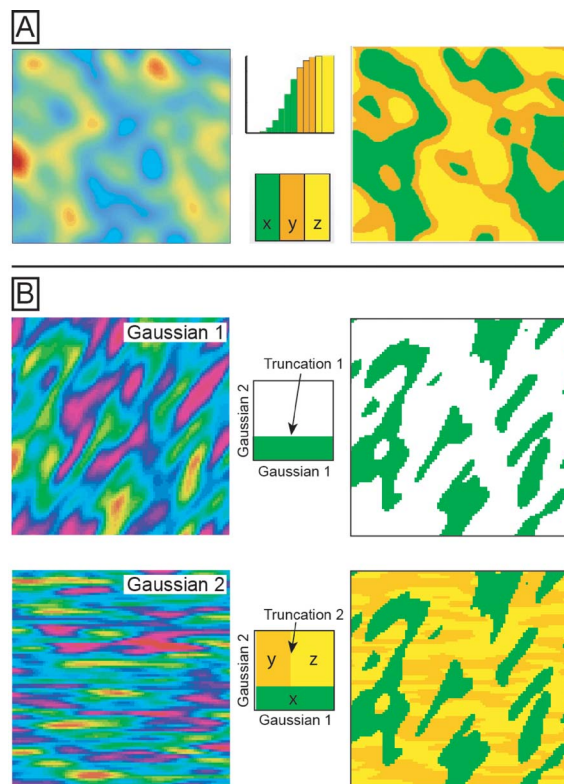 A
x y z
B
Gaussian 1
Truncation 1
Gaussian 2
Gaussian 1
Gaussian 2
Truncation 2
Gaussian 2
y z
x
Gaussian 1